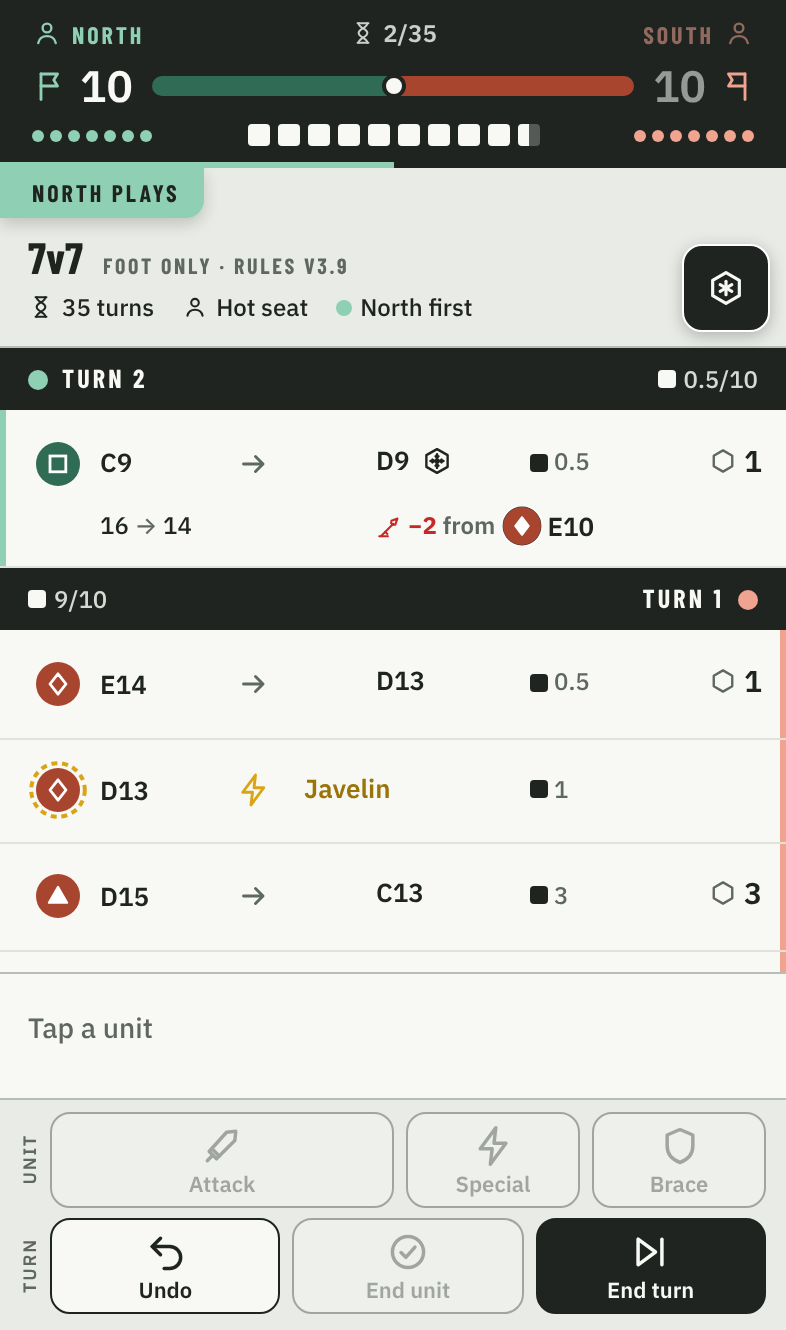 NORTH 2/35 SOUTH
10 10
NORTH PLAYS
7v7 FOOT ONLY · RULES V3.9
35 turns Hot seat North first
TURN 2 0.5/10
C9 → D9 0.5 1
16 → 14 −2 from E10
9/10 TURN 1
E14 → D13 0.5 1
D13 Javelin 1
D15 → C13 3 3
Tap a unit
UNIT Attack Special Brace
TURN Undo End unit End turn